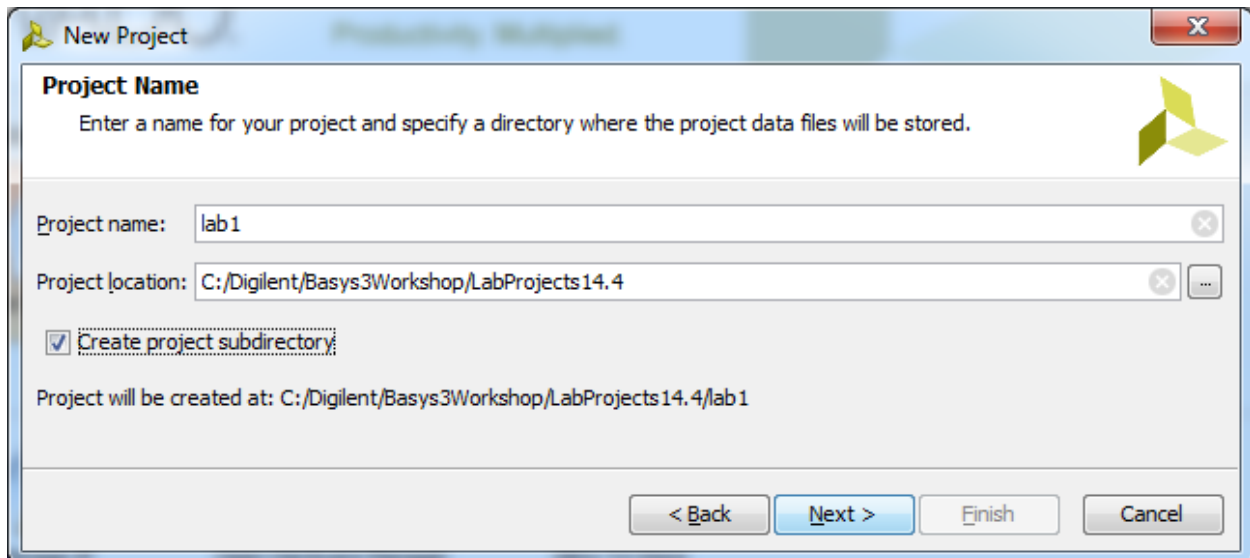 Productivity. Multiplied.
New Project
Project Name
Enter a name for your project and specify a directory where the project data files will be stored.
Project name: lab1
Project location: C:/Digilent/Basys3Workshop/LabProjects14.4 ...
Create project subdirectory
Project will be created at: C:/Digilent/Basys3Workshop/LabProjects14.4/lab1
< Back Next > Finish Cancel